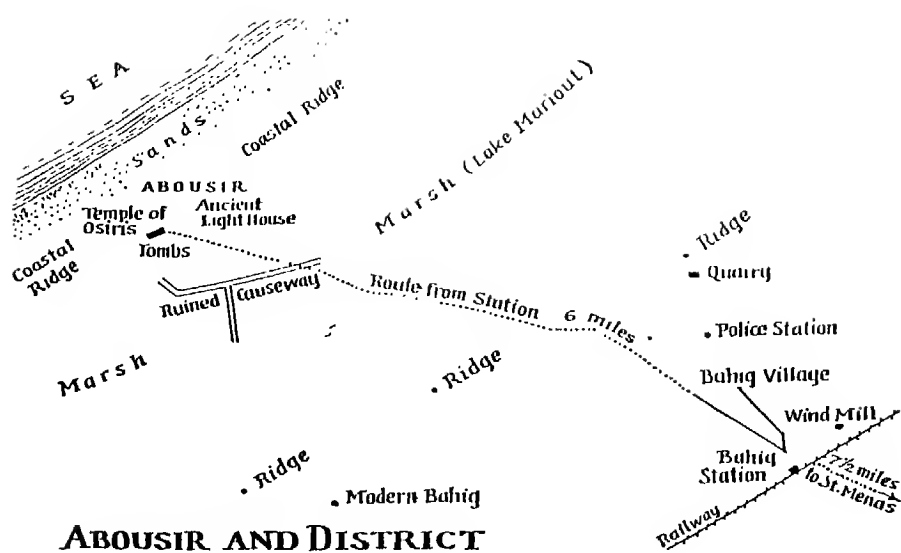 SEA
Sands
Coastal Ridge
Marsh (Lake Mariout)
ABOUSIR
Temple of
Osiris
Ancient
Light House
Tombs
Coastal
Ridge
Ruined Causeway
Route from Station 6 miles
Ridge
Quarry
Police Station
Bahig Village
Wind Mill
Marsh
Ridge
Bahig
Station
7½ miles
to St. Menas
Ridge
Modern Bahig
Railway
ABOUSIR AND DISTRICT